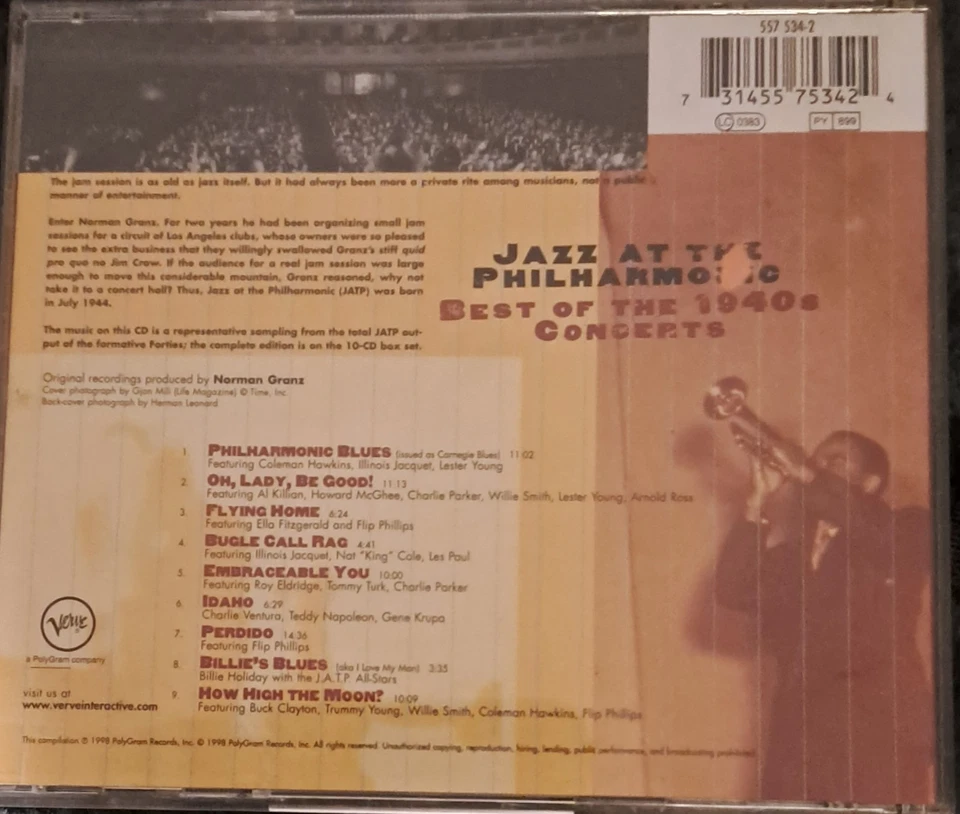 557 534-2
7 31455 75342 4
LC 0383 PY 899
The jam session is as old as jazz itself. But it had always been more a private rite among musicians, not a public
manner of entertainment.
Enter Norman Granz. For two years he had been organizing small jam
sessions for a circuit of Los Angeles clubs, whose owners were so pleased
to see the extra business that they willingly swallowed Granz's stiff quid
pro quo no Jim Crow. If the audience for a real jam session was large
enough to move this considerable mountain, Granz reasoned, why not
take it to a concert hall? Thus, Jazz at the Philharmonic (JATP) was born
in July 1944.
The music on this CD is a representative sampling from the total JATP out-
put of the formative Forties; the complete edition is on the 10-CD box set.
JAZZ AT THE
PHILHARMONIC
BEST OF THE 1940s
CONCERTS
Original recordings produced by Norman Granz
Cover photograph by Gjon Mili (Life Magazine) © Time, Inc.
Back-cover photograph by Herman Leonard
1. PHILHARMONIC BLUES (issued as Carnegie Blues) 11:02
Featuring Coleman Hawkins, Illinois Jacquet, Lester Young
2. OH, LADY, BE GOOD! 11:13
Featuring Al Killian, Howard McGhee, Charlie Parker, Willie Smith, Lester Young, Arnold Ross
3. FLYING HOME 6:24
Featuring Ella Fitzgerald and Flip Phillips
4. BUGLE CALL RAG 4:41
Featuring Illinois Jacquet, Nat "King" Cole, Les Paul
5. EMBRACEABLE YOU 10:00
Featuring Roy Eldridge, Tommy Turk, Charlie Parker
6. IDAHO 6:29
Charlie Ventura, Teddy Napoleon, Gene Krupa
7. PERDIDO 14:36
Featuring Flip Phillips
8. BILLIE'S BLUES (aka I Love My Man) 3:35
Billie Holiday with the J.A.T.P. All-Stars
9. HOW HIGH THE MOON? 10:09
Featuring Buck Clayton, Trummy Young, Willie Smith, Coleman Hawkins, Flip Phillips
Verve
a PolyGram company
visit us at
www.verveinteractive.com
This compilation ℗ 1998 PolyGram Records, Inc. © 1998 PolyGram Records, Inc. All rights reserved. Unauthorized copying, reproduction, hiring, lending, public performance, and broadcasting prohibited.